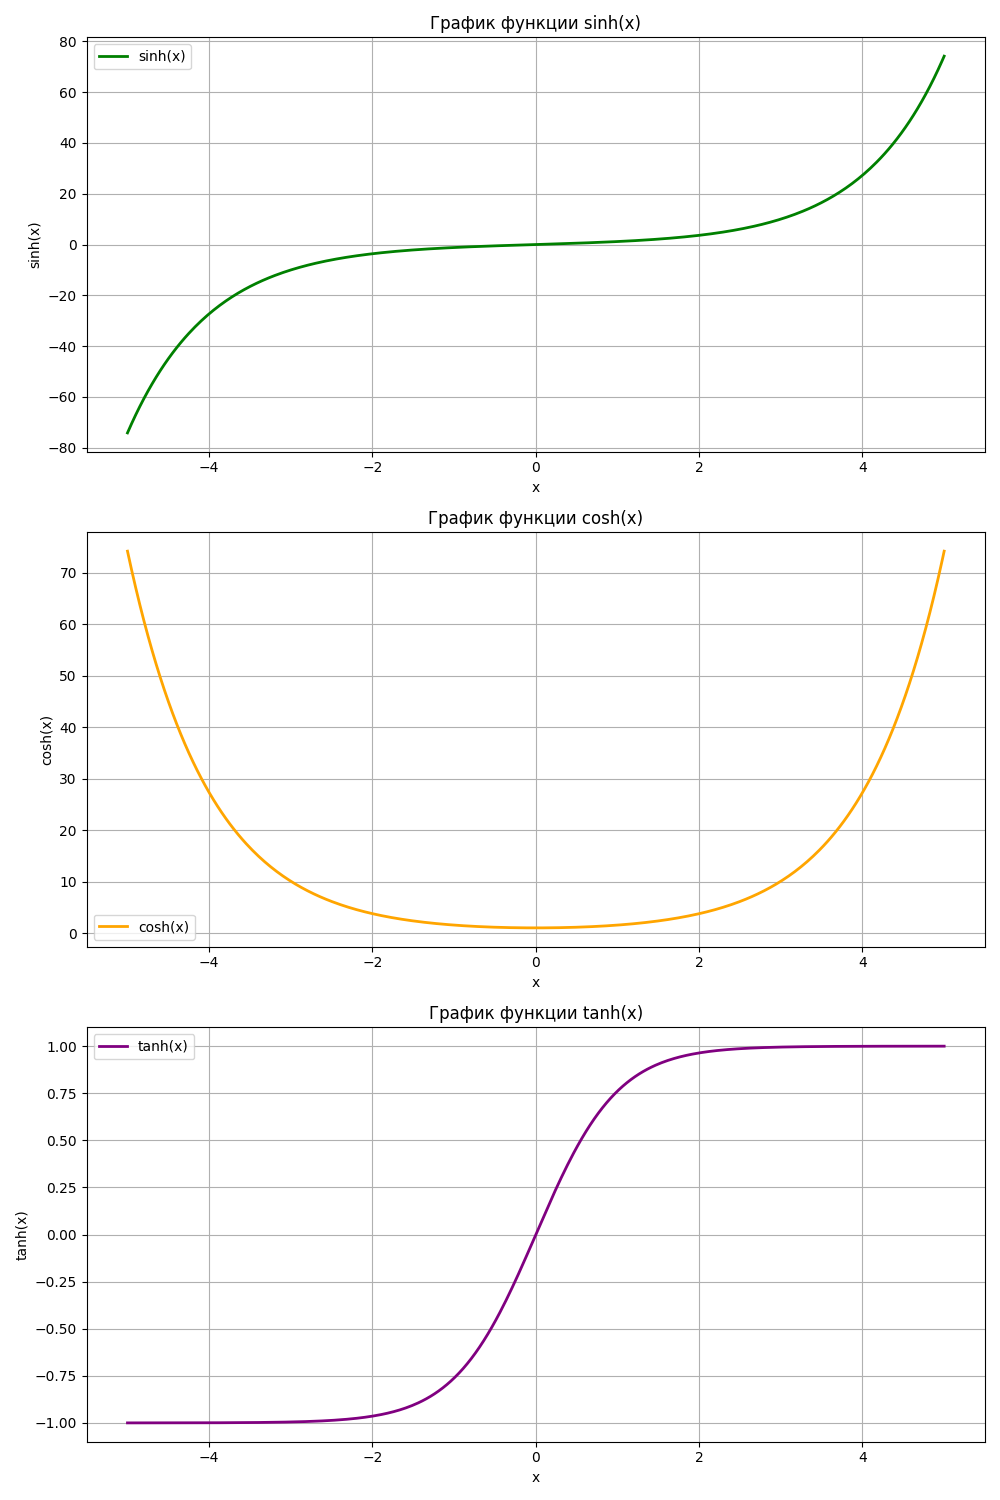 График функции sinh(x)
sinh(x)
80
60
40
20
0
−20
−40
−60
−80
sinh(x)
−4 −2 0 2 4
x
График функции cosh(x)
70
60
50
40
30
20
10
0
cosh(x)
cosh(x)
−4 −2 0 2 4
x
График функции tanh(x)
tanh(x)
1.00
0.75
0.50
0.25
0.00
−0.25
−0.50
−0.75
−1.00
tanh(x)
−4 −2 0 2 4
x